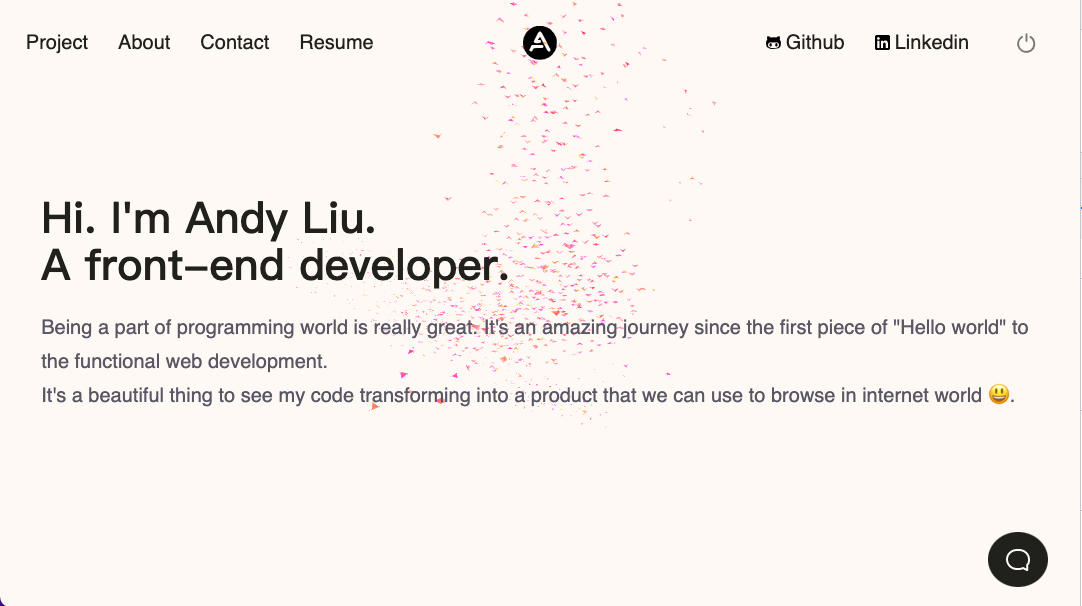 Project About Contact Resume Github Linkedin
Hi. I'm Andy Liu.
A front-end developer.
Being a part of programming world is really great. It's an amazing journey since the first piece of "Hello world" to
the functional web development.
It's a beautiful thing to see my code transforming into a product that we can use to browse in internet world 😃.